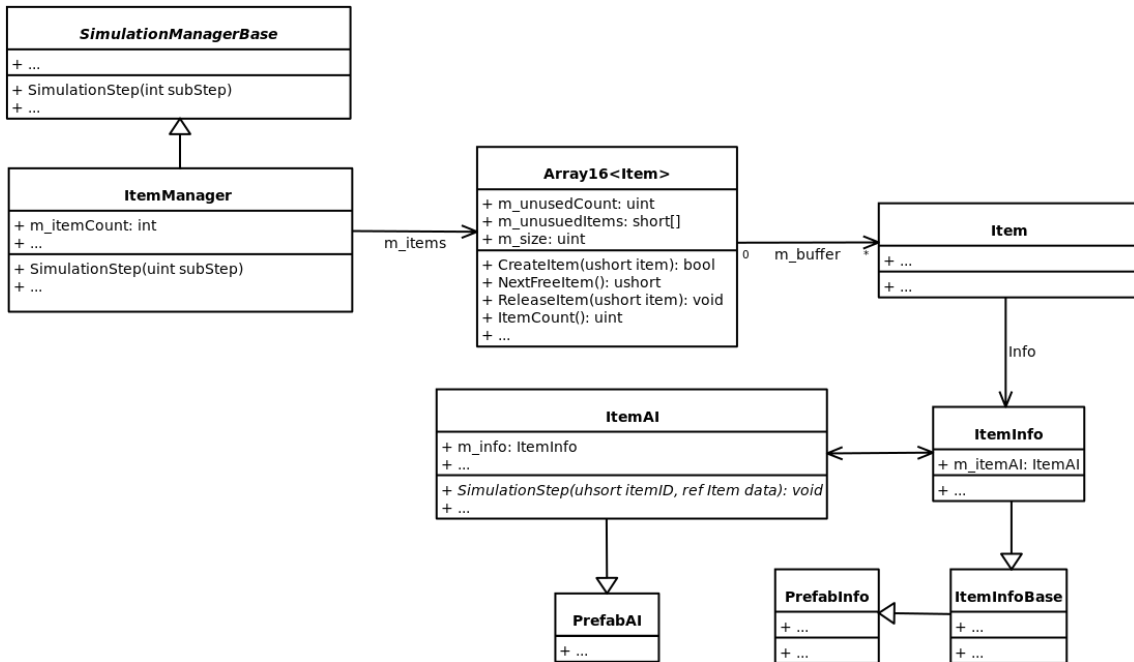 SimulationManagerBase
+ ...
+ SimulationStep(int subStep)
+ ...
ItemManager
+ m_itemCount: int
+ ...
+ SimulationStep(uint subStep)
+ ...
m_items
Array16<Item>
+ m_unusedCount: uint
+ m_unusuedItems: short[]
+ m_size: uint
+ CreateItem(ushort item): bool
+ NextFreeItem(): ushort
+ ReleaseItem(ushort item): void
+ ItemCount(): uint
+ ...
0
m_buffer
*
Item
+ ...
+ ...
Info
ItemAI
+ m_info: ItemInfo
+ ...
+ SimulationStep(uhsort itemID, ref Item data): void
+ ...
ItemInfo
+ m_itemAI: ItemAI
+ ...
PrefabAI
+ ...
PrefabInfo
+ ...
+ ...
ItemInfoBase
+ ...
+ ...